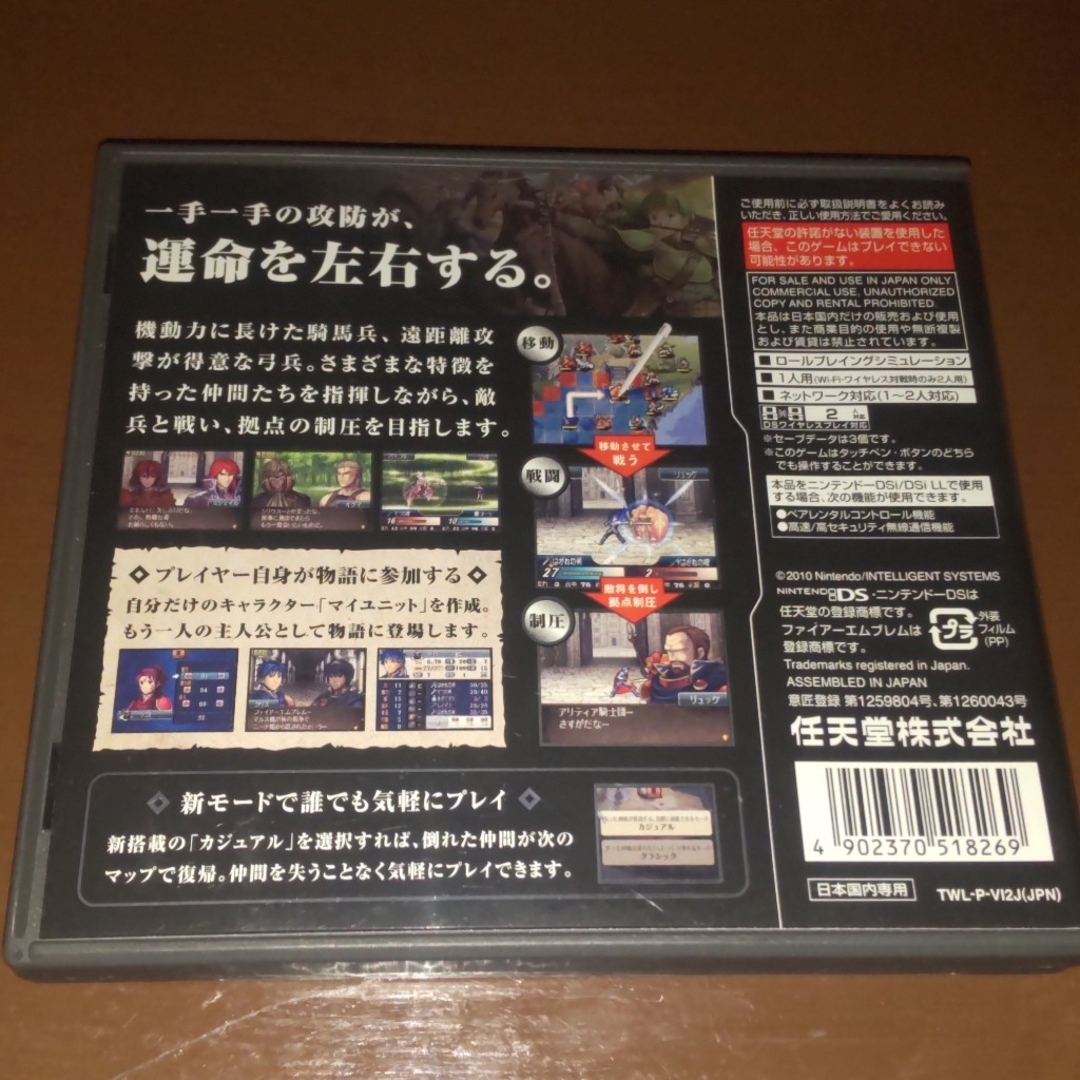 一手一手の攻防が、
運命を左右する。
機動力に長けた騎馬兵、遠距離攻
撃が得意な弓兵。さまざまな特徴を
持った仲間たちを指揮しながら、敵
兵と戦い、拠点の制圧を目指します。
移動
移動させて
戦う
戦闘
27
2
敵将を倒し
拠点制圧
制圧
リュッケ
アリティア騎士団…
さすがだな…
プレイヤー自身が物語に参加する
自分だけのキャラクター「マイユニット」を作成。
もう一人の主人公として物語に登場します。
新モードで誰でも気軽にプレイ
新搭載の「カジュアル」を選択すれば、倒れた仲間が次の
マップで復帰。仲間を失うことなく気軽にプレイできます。
カジュアル
クラシック
ご使用前に必ず取扱説明書をよくお読み
いただき、正しい使用方法でご愛用ください。
任天堂の許諾がない装置を使用した
場合、このゲームはプレイできない
可能性があります。
FOR SALE AND USE IN JAPAN ONLY
COMMERCIAL USE, UNAUTHORIZED
COPY AND RENTAL PROHIBITED
本品は日本国内だけの販売および使用
とし、また商業目的の使用や無断複製
および賃貸は禁止されています。
■ ロールプレイングシミュレーション
■ 1人用(Wi-Fi・ワイヤレス対戦時のみ2人用)
■ ネットワーク対応(1〜2人対応)
2人対応
DSワイヤレスプレイ対応
※セーブデータは3個です。
※このゲームはタッチペン・ボタンのどちら
でも操作することができます。
本品をニンテンドーDSi/DSi LLで使用
する場合、次の機能が使用できます。
●ペアレンタルコントロール機能
●高速/高セキュリティ無線通信機能
©2010 Nintendo/INTELLIGENT SYSTEMS
NINTENDO DS・ニンテンドーDSiは
任天堂の登録商標です。
ファイアーエムブレムは
登録商標です。
プラ
外装
フィルム
(PP)
Trademarks registered in Japan.
ASSEMBLED IN JAPAN
意匠登録 第1259804号、第1260043号
任天堂株式会社
4 902370 518269
日本国内専用
TWL-P-VI2J(JPN)